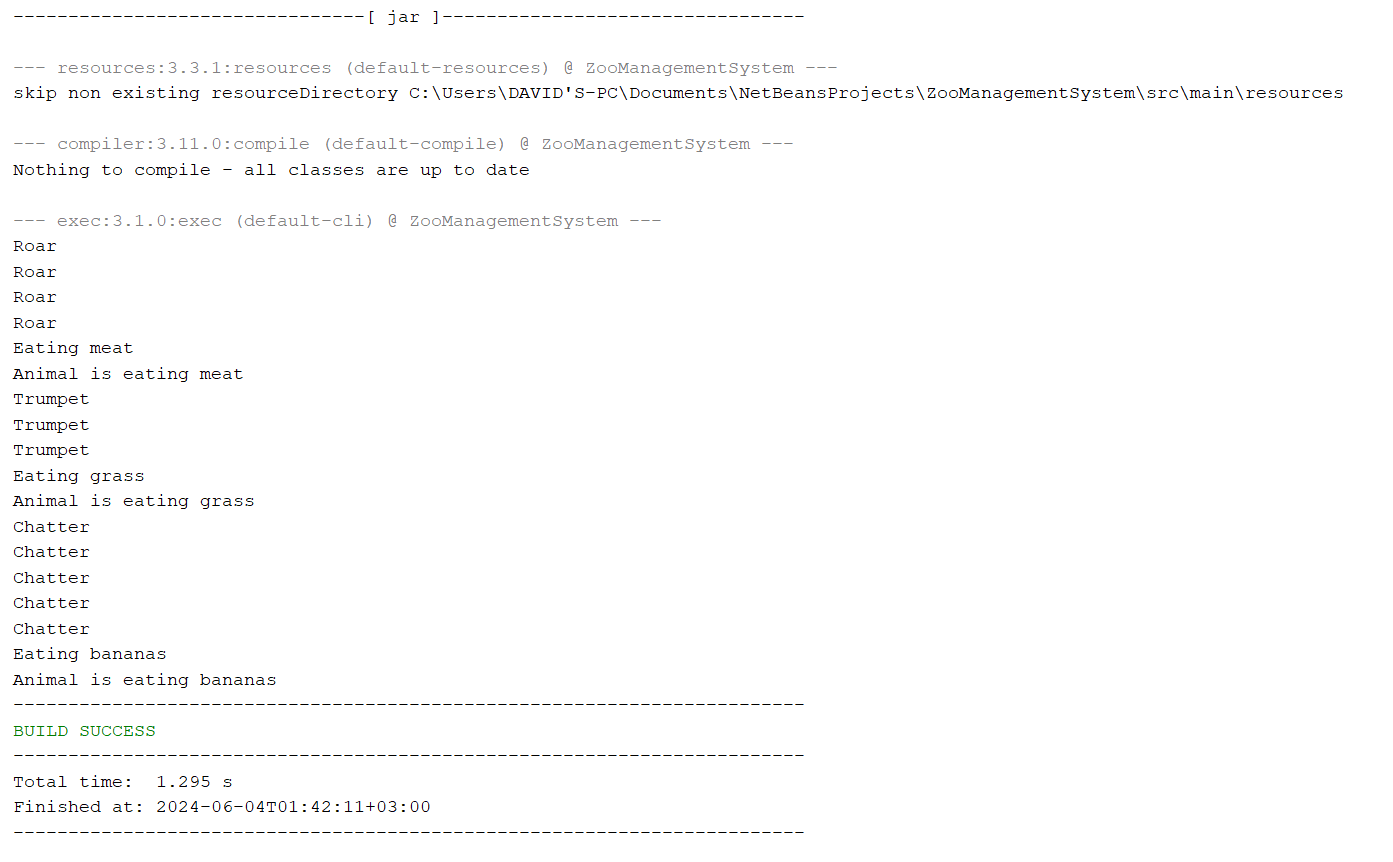 --------------------------------[ jar ]---------------------------------
--- resources:3.3.1:resources (default-resources) @ ZooManagementSystem ---
skip non existing resourceDirectory C:\Users\DAVID'S-PC\Documents\NetBeansProjects\ZooManagementSystem\src\main\resources
--- compiler:3.11.0:compile (default-compile) @ ZooManagementSystem ---
Nothing to compile - all classes are up to date
--- exec:3.1.0:exec (default-cli) @ ZooManagementSystem ---
Roar
Roar
Roar
Roar
Eating meat
Animal is eating meat
Trumpet
Trumpet
Trumpet
Eating grass
Animal is eating grass
Chatter
Chatter
Chatter
Chatter
Chatter
Eating bananas
Animal is eating bananas
------------------------------------------------------------------------
BUILD SUCCESS
------------------------------------------------------------------------
Total time:  1.295 s
Finished at: 2024-06-04T01:42:11+03:00
------------------------------------------------------------------------